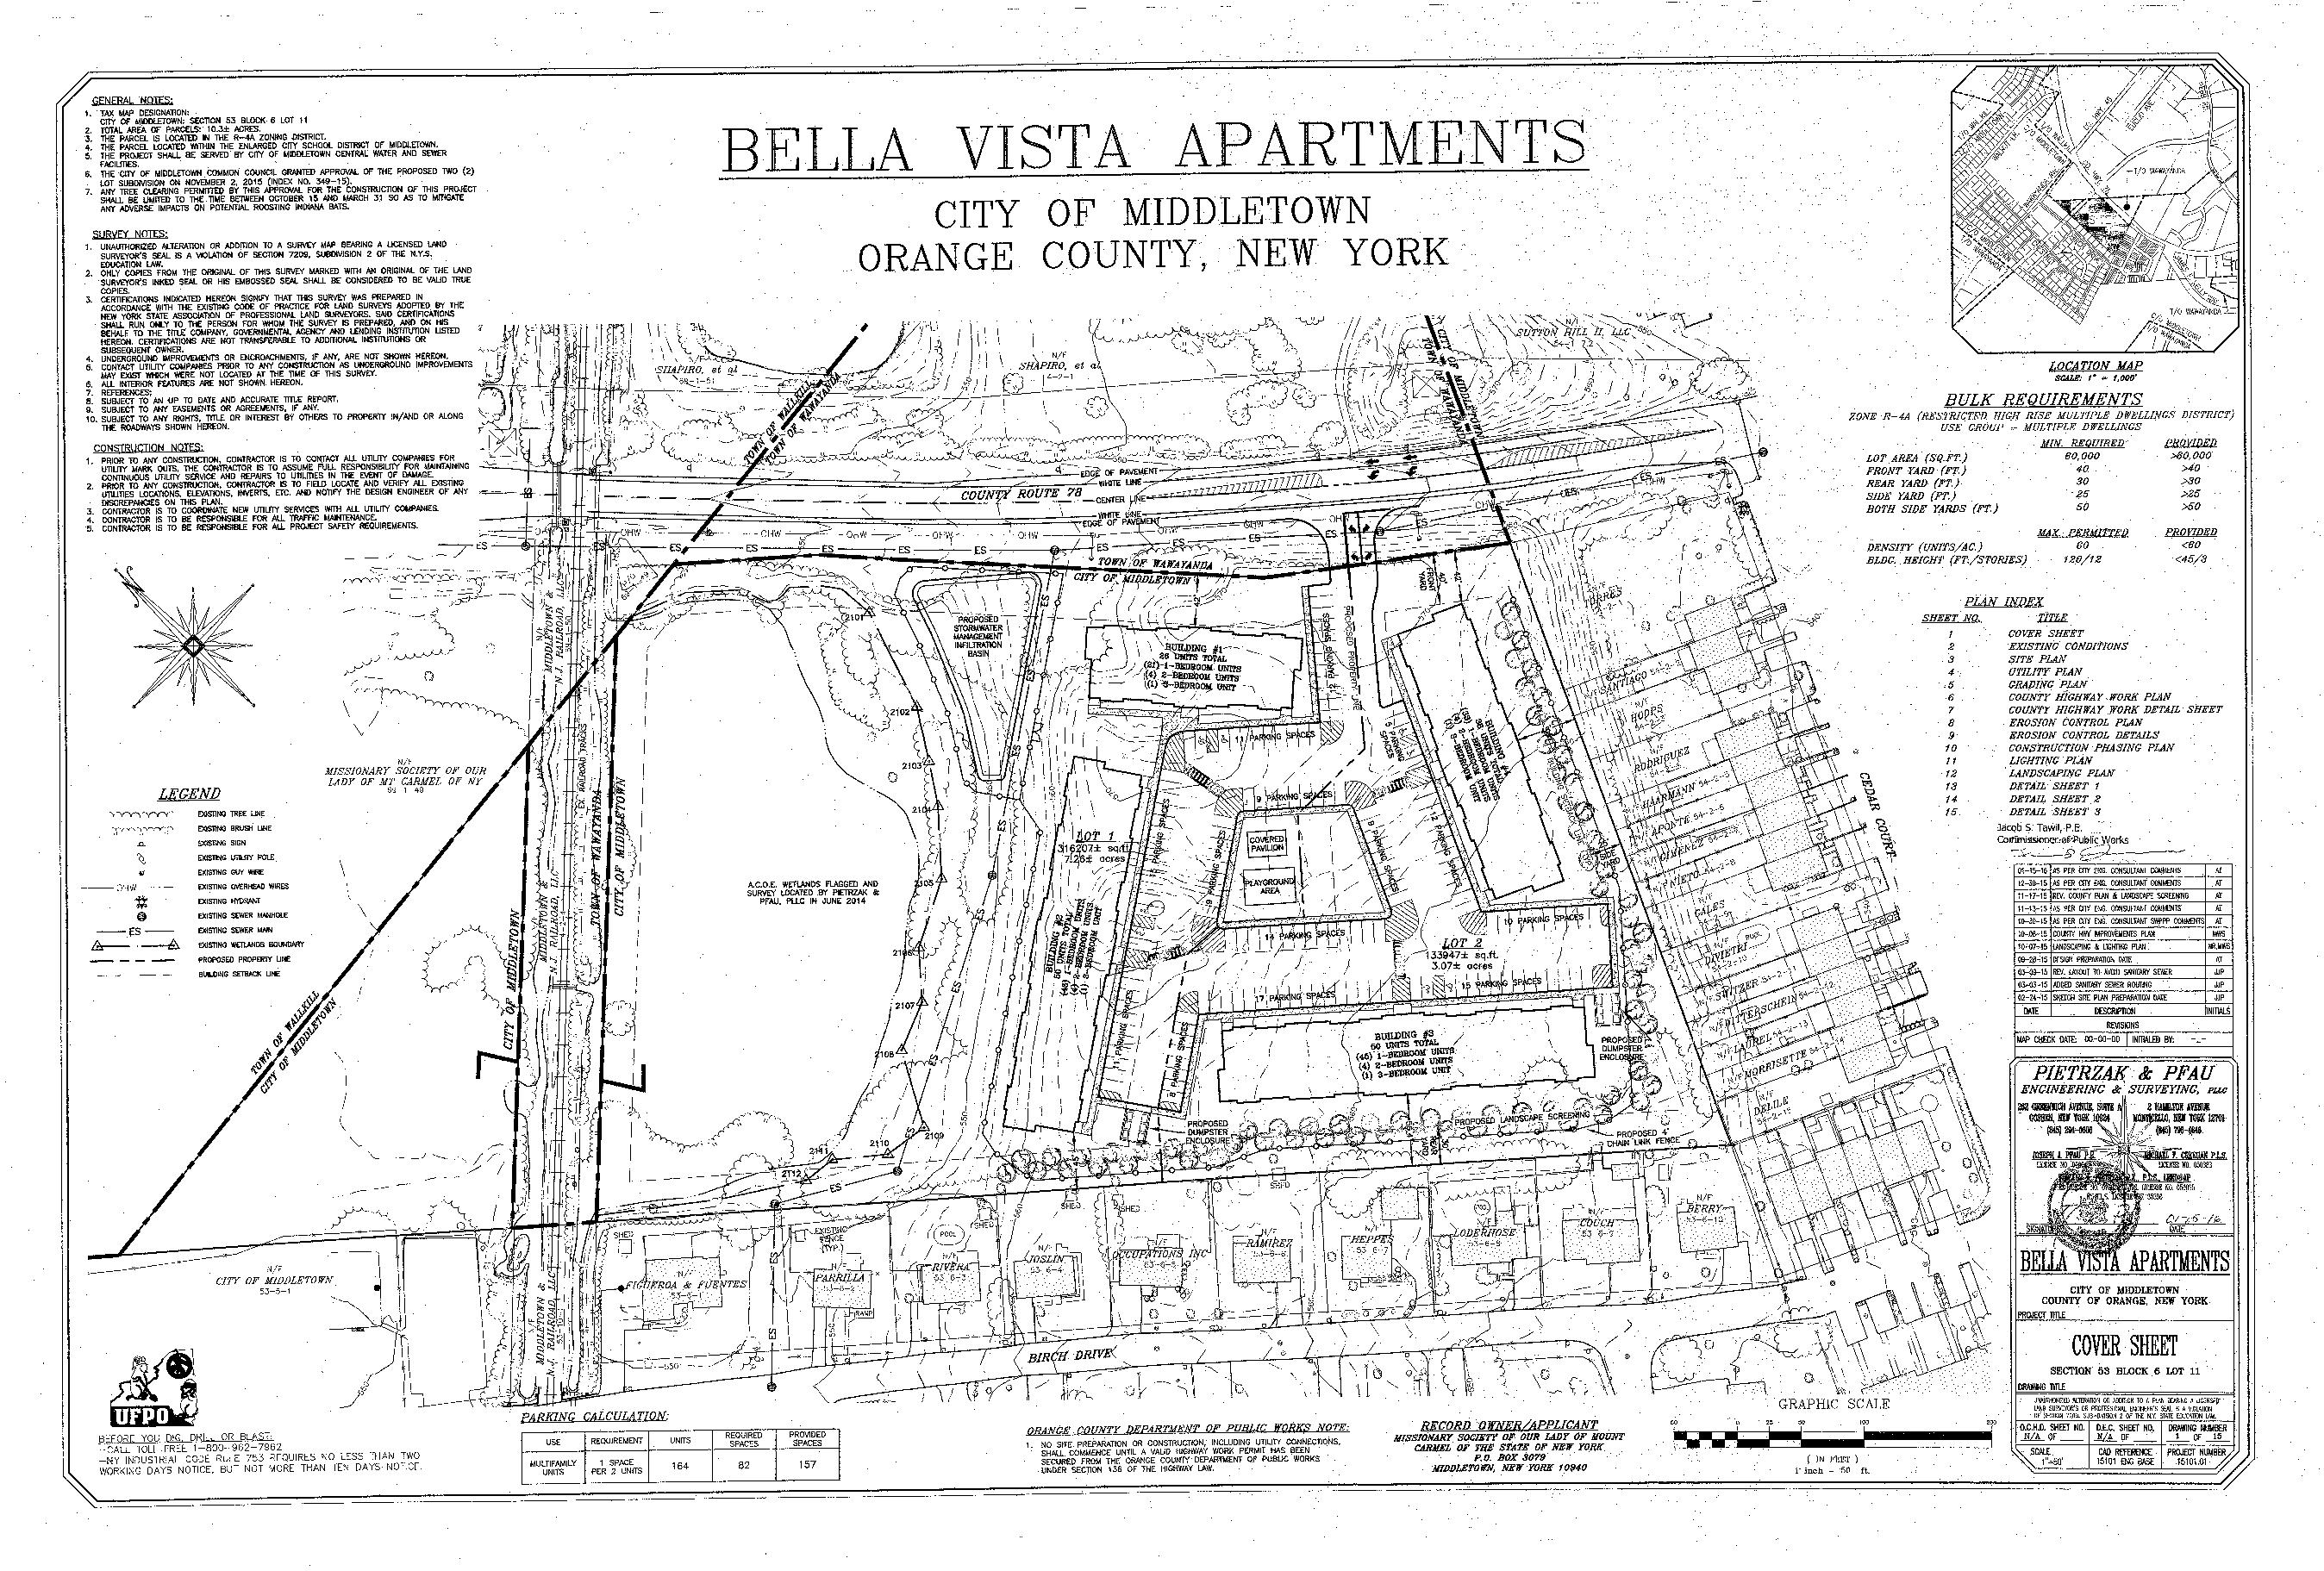 GENERAL NOTES:
1. TAX MAP DESIGNATION:
CITY OF MIDDLETOWN: SECTION 53 BLOCK 6 LOT 11
2. TOTAL AREA OF PARCELS: 10.3± ACRES.
3. THE PARCEL IS LOCATED IN THE R-4A ZONING DISTRICT.
4. THE PARCEL LOCATED WITHIN THE ENLARGED CITY SCHOOL DISTRICT OF MIDDLETOWN.
5. THE PROJECT SHALL BE SERVED BY CITY OF MIDDLETOWN CENTRAL WATER AND SEWER
FACILITIES.
6. THE CITY OF MIDDLETOWN COMMON COUNCIL GRANTED APPROVAL OF THE PROPOSED TWO (2)
LOT SUBDIVISION ON NOVEMBER 2, 2015 (INDEX NO. 349-15).
7. ANY TREE CLEARING PERMITTED BY THIS APPROVAL FOR THE CONSTRUCTION OF THIS PROJECT
SHALL BE LIMITED TO THE TIME BETWEEN OCTOBER 15 AND MARCH 31 SO AS TO MITIGATE
ANY ADVERSE IMPACTS ON POTENTIAL ROOSTING INDIANA BATS.
SURVEY NOTES:
1. UNAUTHORIZED ALTERATION OR ADDITION TO A SURVEY MAP BEARING A LICENSED LAND
SURVEYOR'S SEAL IS A VIOLATION OF SECTION 7209, SUBDIVISION 2 OF THE N.Y.S.
EDUCATION LAW.
2. ONLY COPIES FROM THE ORIGINAL OF THIS SURVEY MARKED WITH AN ORIGINAL OF THE LAND
SURVEYOR'S INKED SEAL OR HIS EMBOSSED SEAL SHALL BE CONSIDERED TO BE VALID TRUE
COPIES.
3. CERTIFICATIONS INDICATED HEREON SIGNIFY THAT THIS SURVEY WAS PREPARED IN
ACCORDANCE WITH THE EXISTING CODE OF PRACTICE FOR LAND SURVEYS ADOPTED BY THE
NEW YORK STATE ASSOCIATION OF PROFESSIONAL LAND SURVEYORS. SAID CERTIFICATIONS
SHALL RUN ONLY TO THE PERSON FOR WHOM THE SURVEY IS PREPARED, AND ON HIS
BEHALF TO THE TITLE COMPANY, GOVERNMENTAL AGENCY AND LENDING INSTITUTION LISTED
HEREON. CERTIFICATIONS ARE NOT TRANSFERABLE TO ADDITIONAL INSTITUTIONS OR
SUBSEQUENT OWNER.
4. UNDERGROUND IMPROVEMENTS OR ENCROACHMENTS, IF ANY, ARE NOT SHOWN HEREON.
5. CONTACT UTILITY COMPANIES PRIOR TO ANY CONSTRUCTION AS UNDERGROUND IMPROVEMENTS
MAY EXIST WHICH WERE NOT LOCATED AT THE TIME OF THIS SURVEY.
6. ALL INTERIOR FEATURES ARE NOT SHOWN HEREON.
7. REFERENCES:
8. SUBJECT TO AN UP TO DATE AND ACCURATE TITLE REPORT.
9. SUBJECT TO ANY EASEMENTS OR AGREEMENTS, IF ANY.
10. SUBJECT TO ANY RIGHTS, TITLE OR INTEREST BY OTHERS TO PROPERTY IN/AND OR ALONG
THE ROADWAYS SHOWN HEREON.
CONSTRUCTION NOTES:
1. PRIOR TO ANY CONSTRUCTION, CONTRACTOR IS TO CONTACT ALL UTILITY COMPANIES FOR
UTILITY MARK OUTS. THE CONTRACTOR IS TO ASSUME FULL RESPONSIBILITY FOR MAINTAINING
CONTINUOUS UTILITY SERVICE AND REPAIRS TO UTILITIES IN THE EVENT OF DAMAGE.
2. PRIOR TO ANY CONSTRUCTION, CONTRACTOR IS TO FIELD LOCATE AND VERIFY ALL EXISTING
UTILITIES LOCATIONS, ELEVATIONS, INVERTS, ETC. AND NOTIFY THE DESIGN ENGINEER OF ANY
DISCREPANCIES ON THIS PLAN.
3. CONTRACTOR IS TO COORDINATE NEW UTILITY SERVICES WITH ALL UTILITY COMPANIES.
4. CONTRACTOR IS TO BE RESPONSIBLE FOR ALL TRAFFIC MAINTENANCE.
5. CONTRACTOR IS TO BE RESPONSIBLE FOR ALL PROJECT SAFETY REQUIREMENTS.
BELLA VISTA APARTMENTS
CITY OF MIDDLETOWN
ORANGE COUNTY, NEW YORK
LOCATION MAP
SCALE: 1" = 1,000'
BULK REQUIREMENTS
ZONE R-4A (RESTRICTED HIGH RISE MULTIPLE DWELLINGS DISTRICT)
USE GROUP = MULTIPLE DWELLINGS
MIN. REQUIRED PROVIDED
LOT AREA (SQ.FT.) 60,000 >60,000
FRONT YARD (FT.) 40 >40
REAR YARD (FT.) 30 >30
SIDE YARD (FT.) 25 >25
BOTH SIDE YARDS (FT.) 50 >50
MAX. PERMITTED PROVIDED
DENSITY (UNITS/AC.) 60 <60
BLDG. HEIGHT (FT./STORIES) 120/12 <45/3
PLAN INDEX
SHEET NO. TITLE
1 COVER SHEET
2 EXISTING CONDITIONS
3 SITE PLAN
4 UTILITY PLAN
5 GRADING PLAN
6 COUNTY HIGHWAY WORK PLAN
7 COUNTY HIGHWAY WORK DETAIL SHEET
8 EROSION CONTROL PLAN
9 EROSION CONTROL DETAILS
10 CONSTRUCTION PHASING PLAN
11 LIGHTING PLAN
12 LANDSCAPING PLAN
13 DETAIL SHEET 1
14 DETAIL SHEET 2
15 DETAIL SHEET 3
Jacob S. Tawil, P.E.
Commissioner of Public Works
01-15-16 AS PER CITY ENG. CONSULTANT COMMENTS AT
12-30-15 AS PER CITY ENG. CONSULTANT COMMENTS AT
11-17-15 REV. COUNTY PLAN & LANDSCAPE SCREENING AT
11-13-15 AS PER CITY ENG. CONSULTANT COMMENTS AT
10-30-15 AS PER CITY ENG. CONSULTANT SWPPP COMMENTS AT
10-08-15 COUNTY HWY IMPROVEMENTS PLAN MWS
10-07-15 LANDSCAPING & LIGHTING PLAN
09-28-15 DESIGN PREPARATION DATE AT
03-09-15 REV. LAYOUT TO AVOID SANITARY SEWER JJP
03-03-15 ADDED SANITARY SEWER ROUTING JJP
02-24-15 SKETCH SITE PLAN PREPARATION DATE JJP
DATE DESCRIPTION INITIALS
REVISIONS
MAP CHECK DATE: 00-00-00 INITIALED BY: -.-
PIETRZAK & PFAU
ENGINEERING & SURVEYING, PLLC
262 GREENWICH AVENUE, SUITE A
GOSHEN, NEW YORK 10924
(845) 294-0606
2 HAMILTON AVENUE
MONTICELLO, NEW YORK 12701
BELLA VISTA APARTMENTS
CITY OF MIDDLETOWN
COUNTY OF ORANGE, NEW YORK
PROJECT TITLE
COVER SHEET
SECTION 53 BLOCK 6 LOT 11
DRAWING TITLE
O.C.H.D. SHEET NO. N/A OF
D.E.C. SHEET NO. N/A OF
DRAWING NUMBER 1 OF 15
SCALE 1"=50'
CAD REFERENCE 15101 ENG BASE
PROJECT NUMBER 15101.01
LEGEND
EXISTING TREE LINE
EXISTING BRUSH LINE
EXISTING SIGN
EXISTING UTILITY POLE
EXISTING GUY WIRE
OHW EXISTING OVERHEAD WIRES
EXISTING HYDRANT
EXISTING SEWER MANHOLE
ES EXISTING SEWER MAIN
EXISTING WETLANDS BOUNDARY
PROPOSED PROPERTY LINE
BUILDING SETBACK LINE
SHAPIRO, et al
N/F
SHAPIRO, et al
SUTTON HILL II, LLC
TOWN OF WALLKILL
TOWN OF WAWAYANDA
CITY OF MIDDLETOWN
TOWN OF WAWAYANDA
EDGE OF PAVEMENT
WHITE LINE
COUNTY ROUTE 78
CENTER LINE
WHITE LINE
EDGE OF PAVEMENT
TOWN OF WAWAYANDA
CITY OF MIDDLETOWN
PROPOSED
STORMWATER
MANAGEMENT
INFILTRATION
BASIN
BUILDING #1
26 UNITS TOTAL
(21) 1-BEDROOM UNITS
(4) 2-BEDROOM UNITS
(1) 3-BEDROOM UNIT
11 PARKING SPACES
9 PARKING SPACES
COVERED
PAVILION
PLAYGROUND
AREA
14 PARKING SPACES
10 PARKING SPACES
17 PARKING SPACES
15 PARKING SPACES
LOT 1
316207± sq.ft.
7.26± acres
LOT 2
133947± sq.ft.
3.07± acres
BUILDING #2
50 UNITS TOTAL
(45) 1-BEDROOM UNITS
(4) 2-BEDROOM UNITS
(1) 3-BEDROOM UNIT
BUILDING #3
50 UNITS TOTAL
(45) 1-BEDROOM UNITS
(4) 2-BEDROOM UNITS
(1) 3-BEDROOM UNIT
PROPOSED
DUMPSTER
ENCLOSURE
PROPOSED
DUMPSTER
ENCLOSURE
PROPOSED LANDSCAPE SCREENING
PROPOSED 4'
CHAIN LINK FENCE
A.C.O.E. WETLANDS FLAGGED AND
SURVEY LOCATED BY PIETRZAK &
PFAU, PLLC IN JUNE 2014
2101
2102
2103
2104
2105
2106
2107
2108
2109
2110
2111
2112
N/F
MISSIONARY SOCIETY OF OUR
LADY OF MT CARMEL OF NY
TOWN OF WALLKILL
CITY OF MIDDLETOWN
CITY OF MIDDLETOWN
TOWN OF WAWAYANDA
CITY OF MIDDLETOWN
MIDDLETOWN &
N.J. RAILROAD, LLC
EX. RAILROAD TRACKS
TORRES
SANTIAGO
HOPPS
RODRIGUEZ
HAARMANN
APONTE
GIMENEZ
NIETO
CALES
DIVIETRI
SWITZER
LAUREL
MORRISETTE
DELILE
CEDAR COURT
N/F
CITY OF MIDDLETOWN
53-5-1
FIGUEROA & FUENTES
PARRILLA
RIVERA
JOSLIN
OCCUPATIONS INC
RAMIREZ
HEPPES
LODERHOSE
COUCH
BERRY
EXISTING
FENCE
(TYP.)
POOL
SHED
BIRCH DRIVE
UFPO
BEFORE YOU DIG, DRILL OR BLAST:
-CALL TOLL FREE 1-800-962-7962
-NY INDUSTRIAL CODE RULE 753 REQUIRES NO LESS THAN TWO
WORKING DAYS NOTICE, BUT NOT MORE THAN TEN DAYS NOTICE.
PARKING CALCULATION:
USE REQUIREMENT UNITS REQUIRED SPACES PROVIDED SPACES
MULTIFAMILY UNITS 1 SPACE PER 2 UNITS 164 82 157
ORANGE COUNTY DEPARTMENT OF PUBLIC WORKS NOTE:
1. NO SITE PREPARATION OR CONSTRUCTION, INCLUDING UTILITY CONNECTIONS,
SHALL COMMENCE UNTIL A VALID HIGHWAY WORK PERMIT HAS BEEN
SECURED FROM THE ORANGE COUNTY DEPARTMENT OF PUBLIC WORKS
UNDER SECTION 136 OF THE HIGHWAY LAW.
RECORD OWNER/APPLICANT
MISSIONARY SOCIETY OF OUR LADY OF MOUNT
CARMEL OF THE STATE OF NEW YORK
P.O. BOX 3079
MIDDLETOWN, NEW YORK 10940
GRAPHIC SCALE
( IN FEET )
1 inch = 50 ft.